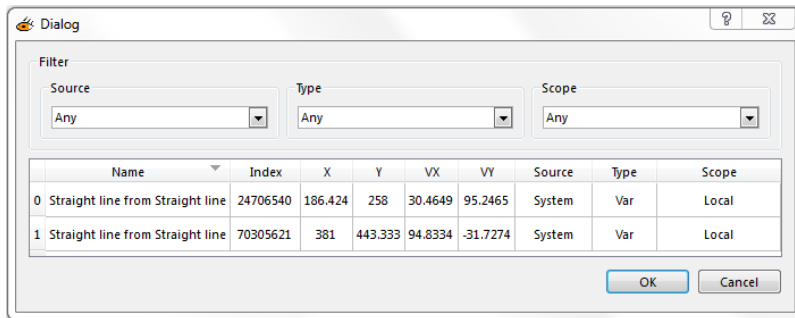 Dialog
Filter
Source Type Scope
Any Any Any
Name Index X Y VX VY Source Type Scope
0 Straight line from Straight line 24706540 186.424 258 30.4649 95.2465 System Var Local
1 Straight line from Straight line 70305621 381 443.333 94.8334 -31.7274 System Var Local
OK Cancel